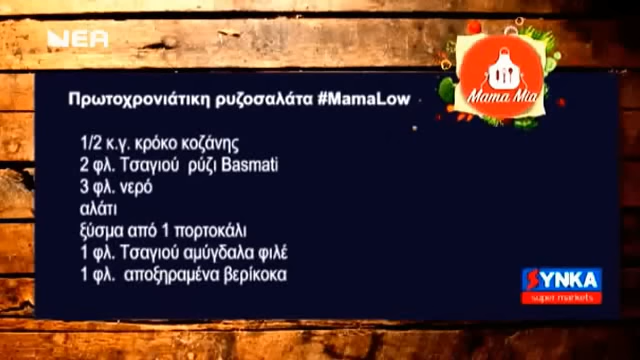 ΝΕΑ
Mama Mia
Πρωτοχρονιάτικη ρυζοσαλάτα #MamaLow
1/2 κ.γ. κρόκο κοζάνης
2 φλ. Τσαγιού ρύζι Basmati
3 φλ. νερό
αλάτι
ξύσμα από 1 πορτοκάλι
1 φλ. Τσαγιού αμύγδαλα φιλέ
1 φλ. αποξηραμένα βερίκοκα
SYNKA
super markets